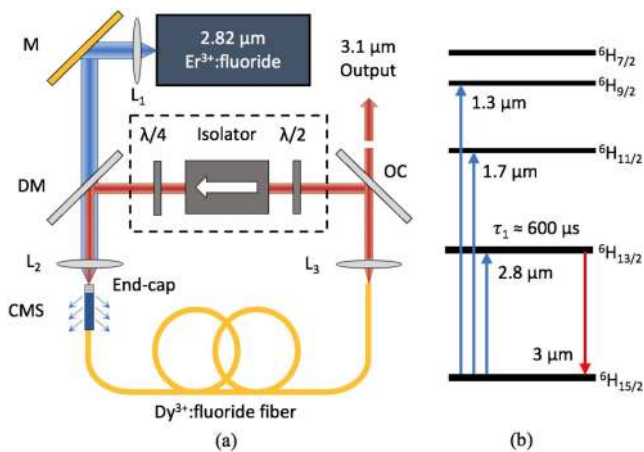 M
2.82 µm
Er³⁺:fluoride
L₁
3.1 µm
Output
λ/4
Isolator
λ/2
DM
OC
L₂
L₃
End-cap
CMS
Dy³⁺:fluoride fiber
(a)
⁶H₇/₂
⁶H₉/₂
1.3 µm
⁶H₁₁/₂
1.7 µm
τ₁ ≈ 600 µs
⁶H₁₃/₂
2.8 µm
3 µm
⁶H₁₅/₂
(b)